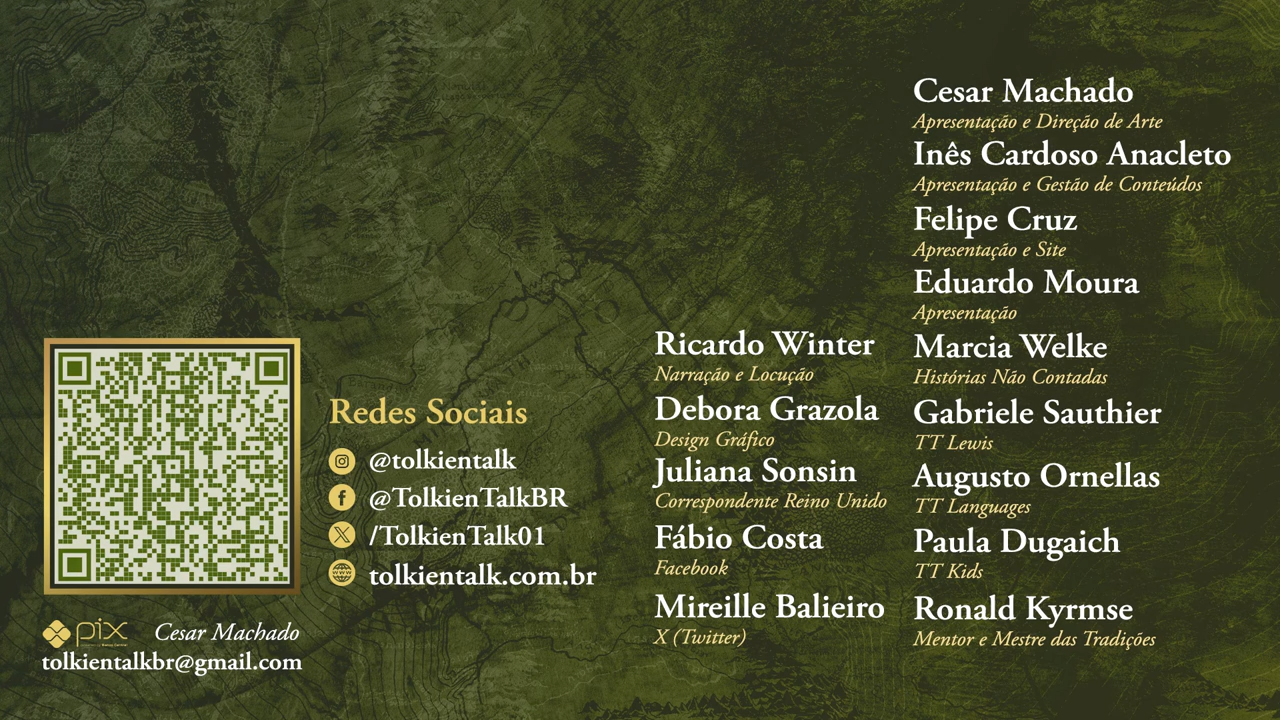 Redes Sociais
@tolkientalk
@TolkienTalkBR
/TolkienTalk01
tolkientalk.com.br
pix
Cesar Machado
tolkientalkbr@gmail.com
Ricardo Winter
Narração e Locução
Debora Grazola
Design Gráfico
Juliana Sonsin
Correspondente Reino Unido
Fábio Costa
Facebook
Mireille Balieiro
X (Twitter)
Cesar Machado
Apresentação e Direção de Arte
Inês Cardoso Anacleto
Apresentação e Gestão de Conteúdos
Felipe Cruz
Apresentação e Site
Eduardo Moura
Apresentação
Marcia Welke
Histórias Não Contadas
Gabriele Sauthier
TT Lewis
Augusto Ornellas
TT Languages
Paula Dugaich
TT Kids
Ronald Kyrmse
Mentor e Mestre das Tradições